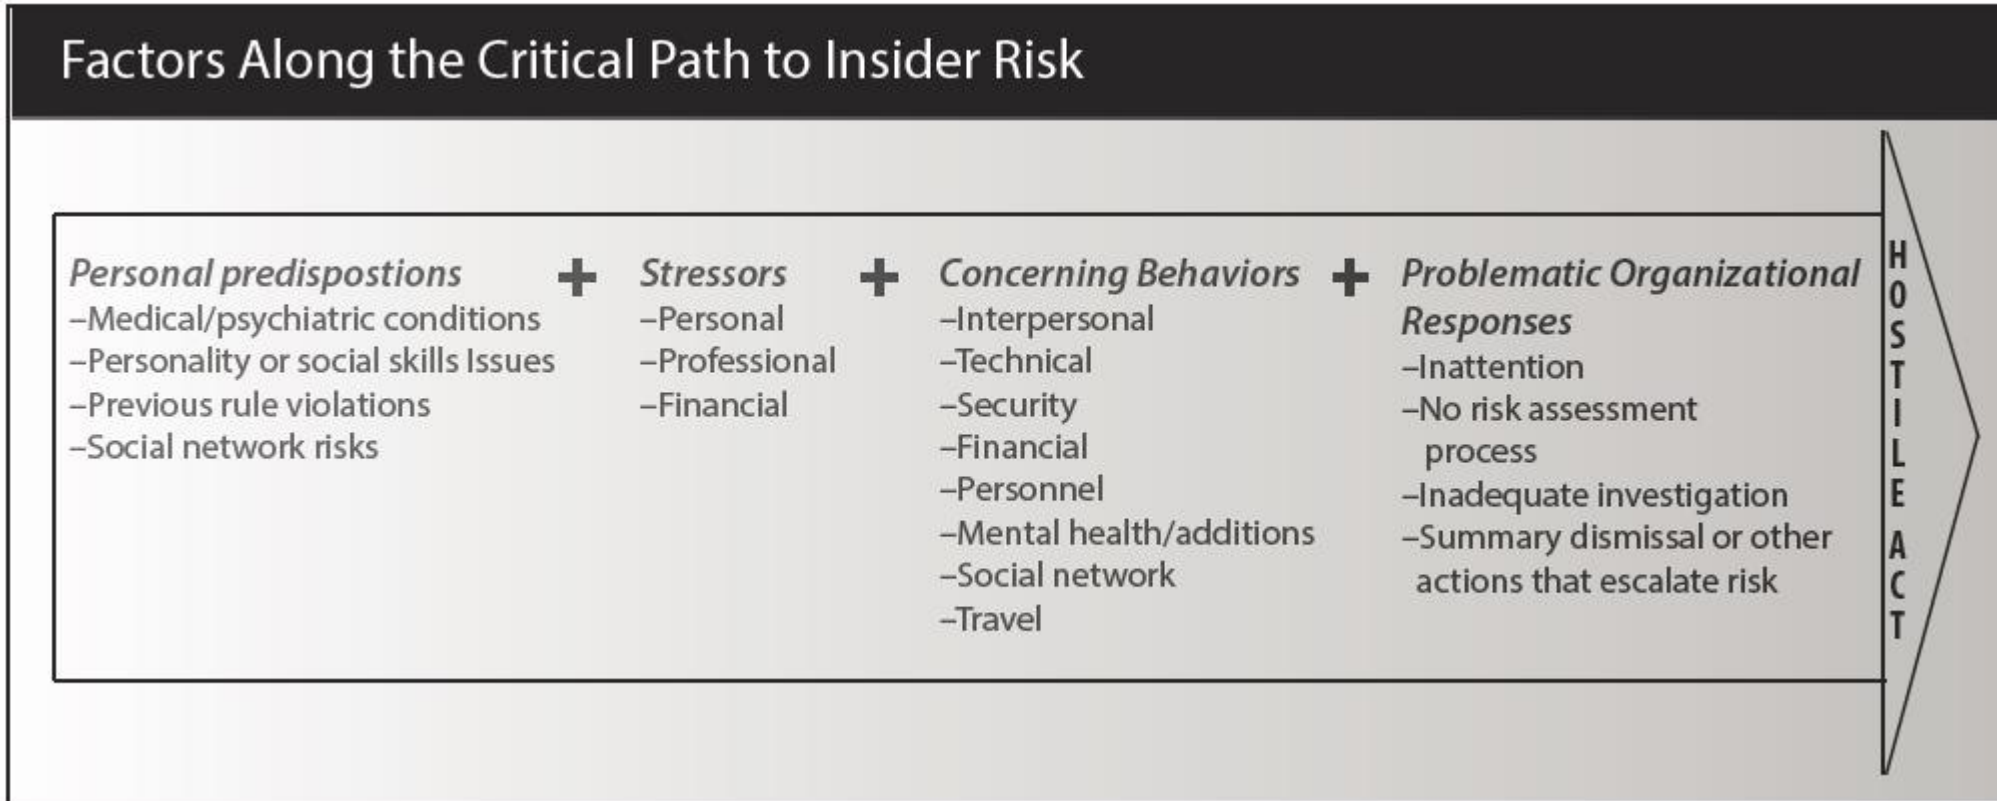 Factors Along the Critical Path to Insider Risk
Personal predispostions
–Medical/psychiatric conditions
–Personality or social skills Issues
–Previous rule violations
–Social network risks
+
Stressors
–Personal
–Professional
–Financial
+
Concerning Behaviors
–Interpersonal
–Technical
–Security
–Financial
–Personnel
–Mental health/additions
–Social network
–Travel
+
Problematic Organizational
Responses
–Inattention
–No risk assessment
process
–Inadequate investigation
–Summary dismissal or other
actions that escalate risk
HOSTILE ACT